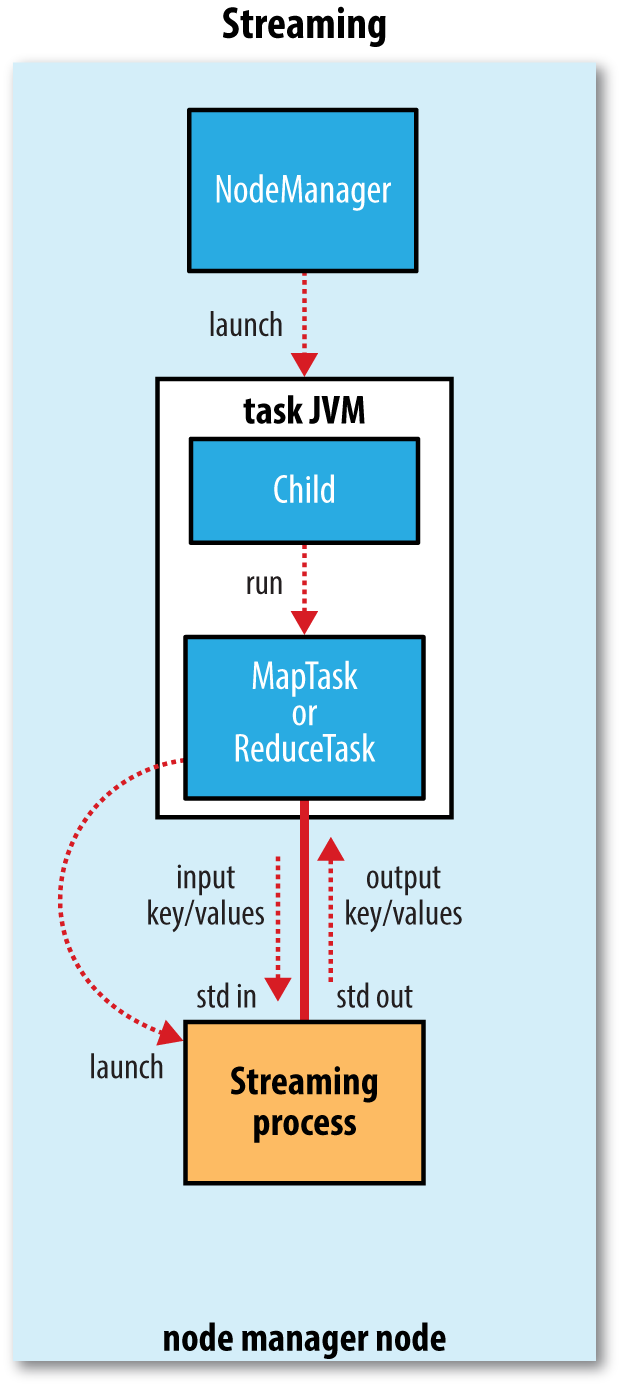 Streaming
NodeManager
launch
task JVM
Child
run
MapTask
or
ReduceTask
input
key/values
output
key/values
std in
std out
launch
Streaming
process
node manager node